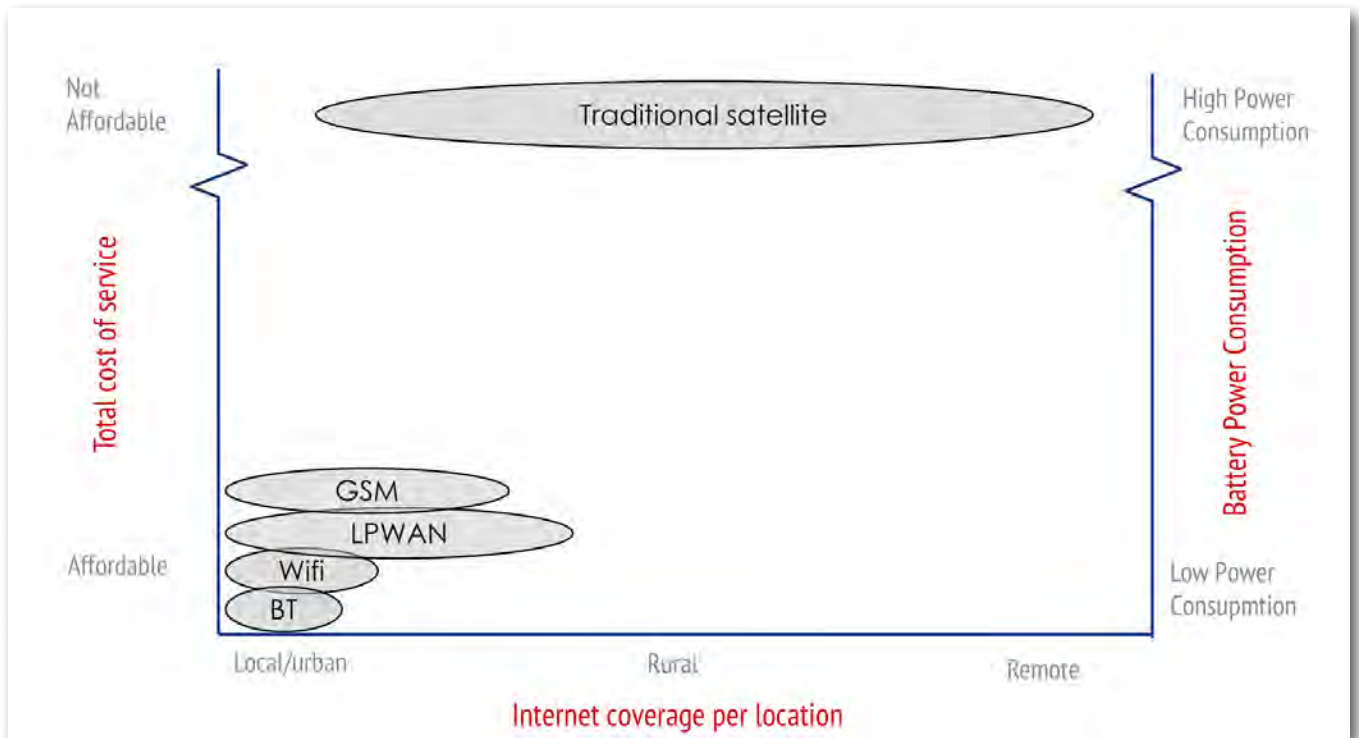 Not
Affordable
Traditional satellite
High Power
Consumption
Total cost of service
Battery Power Consumption
GSM
LPWAN
Affordable
Wifi
Low Power
Consupmtion
BT
Local/urban
Rural
Remote
Internet coverage per location